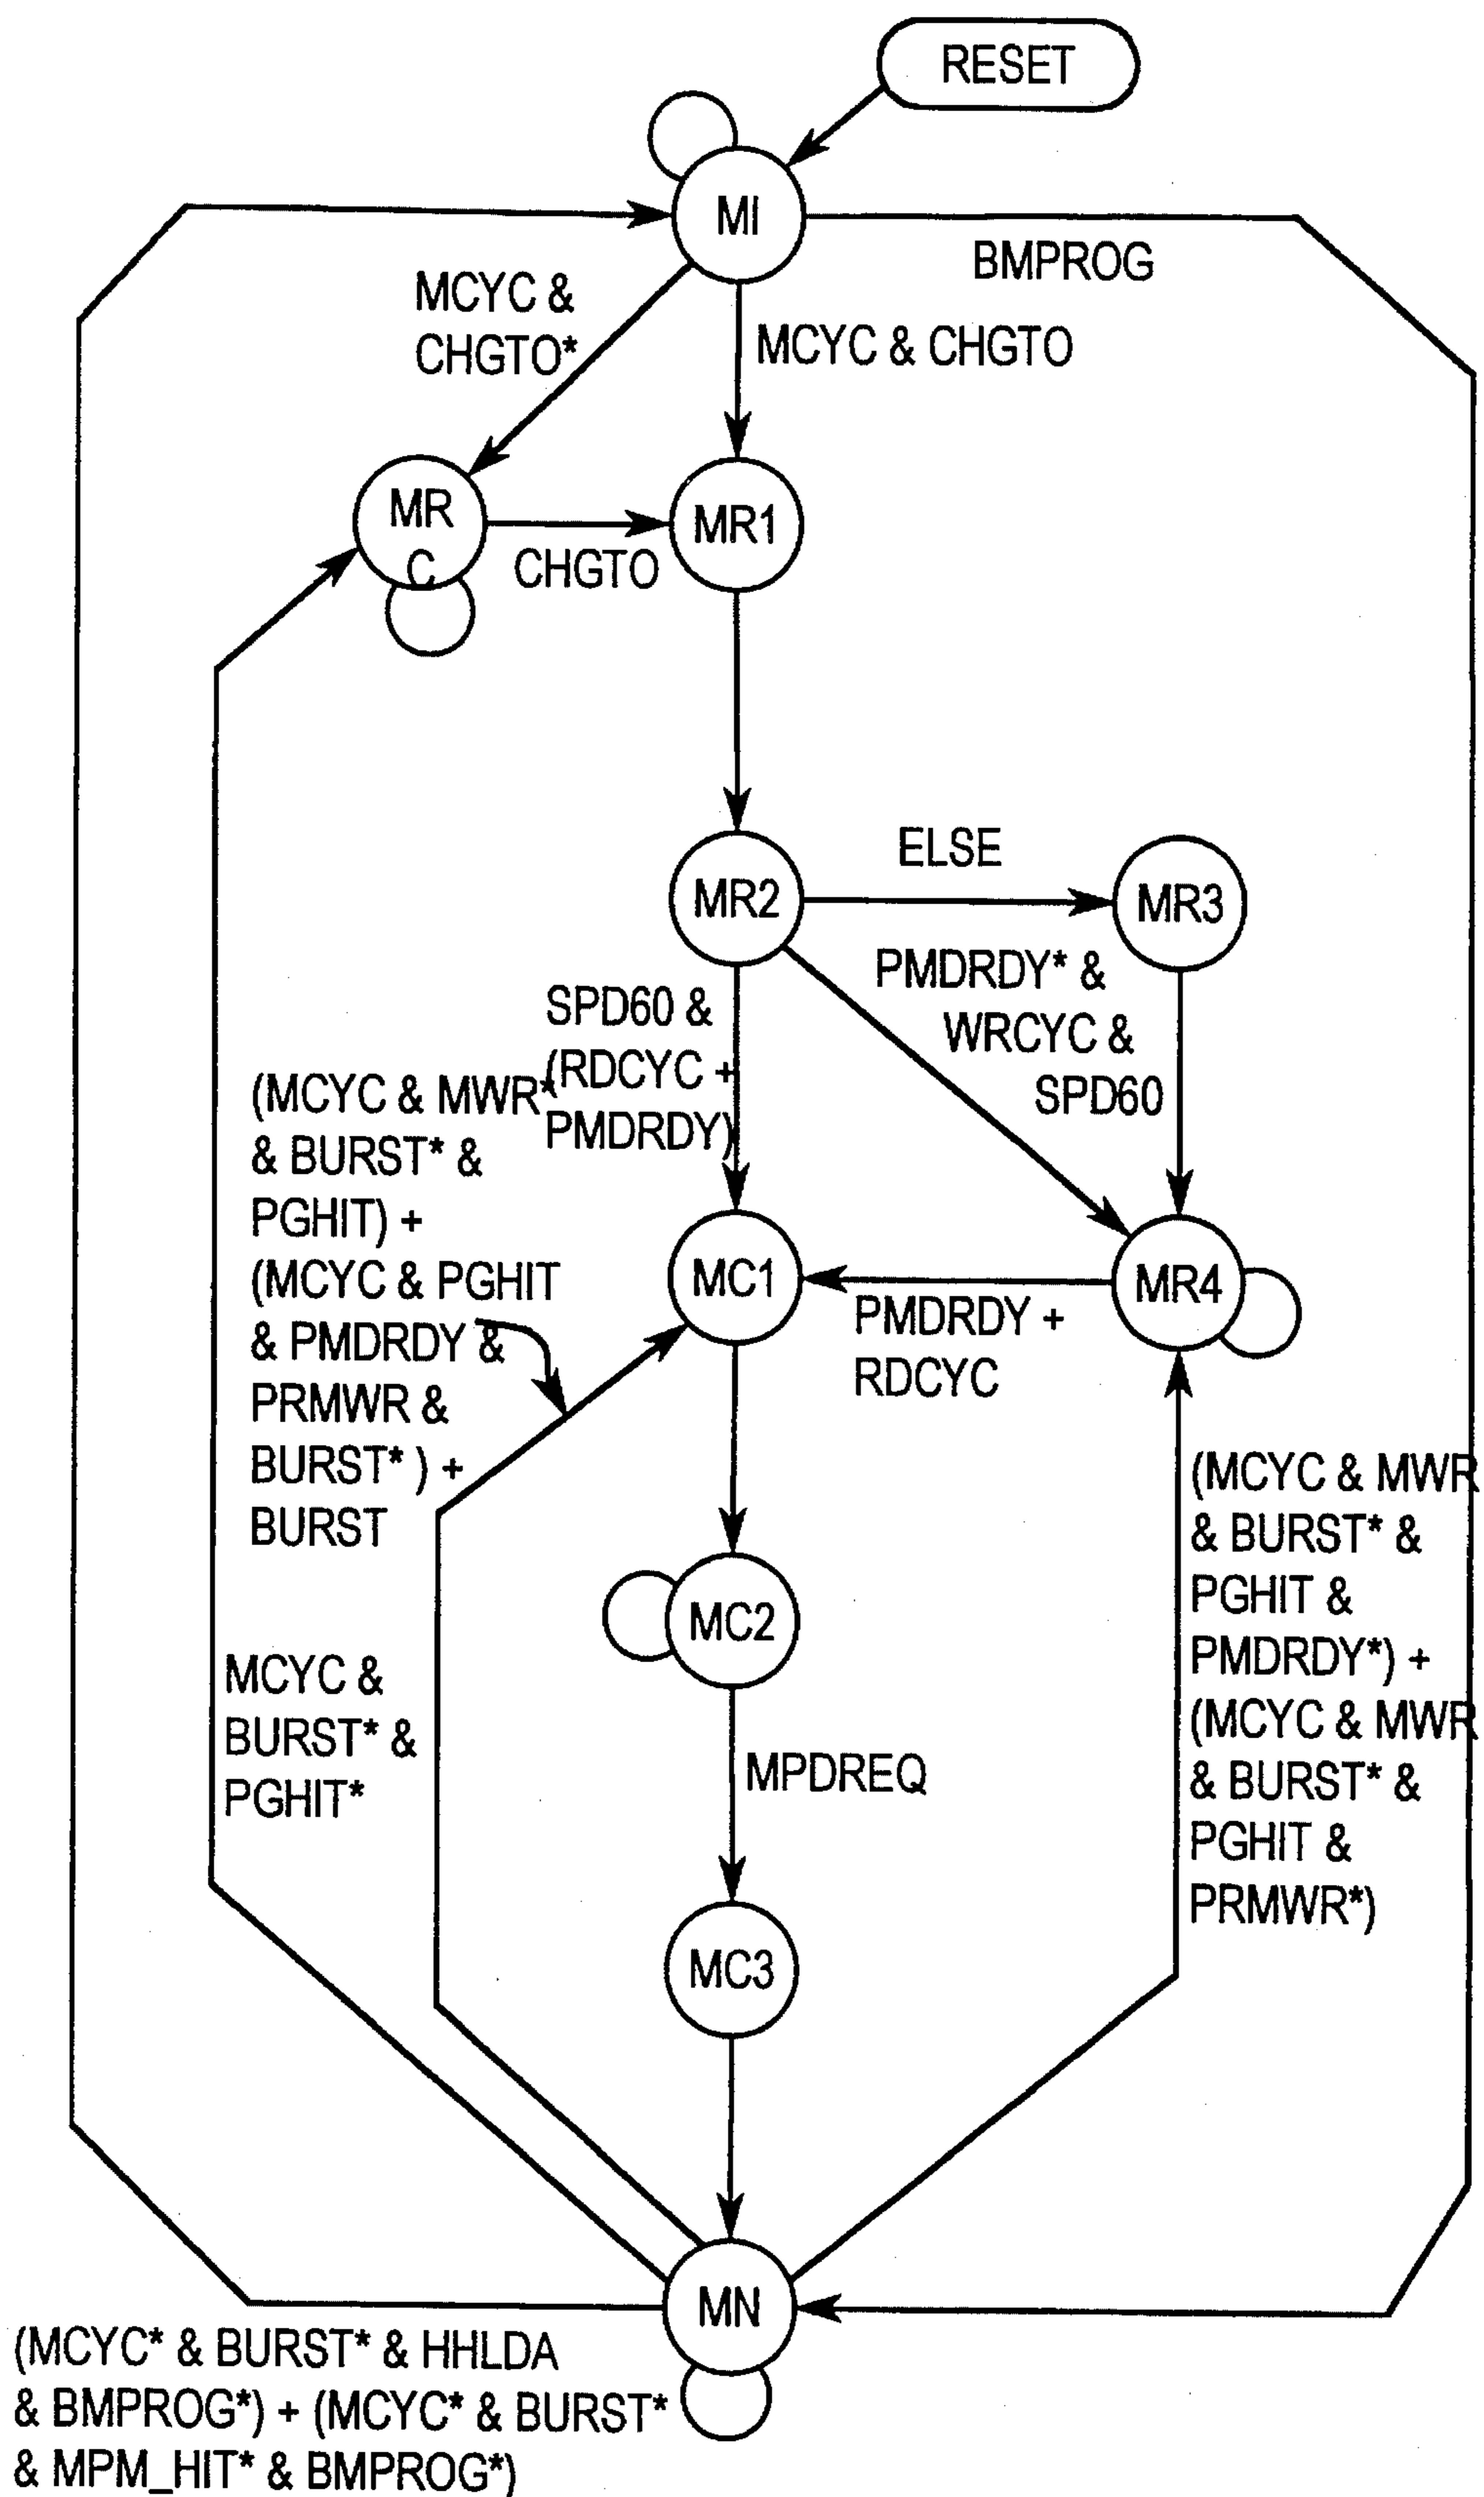 RESET
MI
BMPROG
MCYC &
CHGTO*
MCYC & CHGTO
MR
C
MR1
CHGTO
MR2
ELSE
MR3
PMDRDY* &
WRCYC &
SPD60
SPD60 &
(RDCYC +
PMDRDY)
(MCYC & MWR*
& BURST* &
PGHIT) +
(MCYC & PGHIT
& PMDRDY &
PRMWR &
BURST* ) +
BURST
MC1
MR4
PMDRDY +
RDCYC
(MCYC & MWR
& BURST* &
PGHIT &
PMDRDY*) +
(MCYC & MWR
& BURST* &
PGHIT &
PRMWR*)
MC2
MCYC &
BURST* &
PGHIT*
MPDREQ
MC3
MN
(MCYC* & BURST* & HHLDA
& BMPROG*) + (MCYC* & BURST*
& MPM_HIT* & BMPROG*)